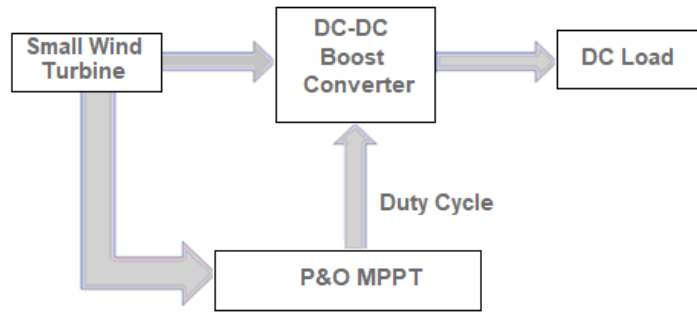 Small Wind
Turbine
DC-DC
Boost
Converter
DC Load
Duty Cycle
P&O MPPT